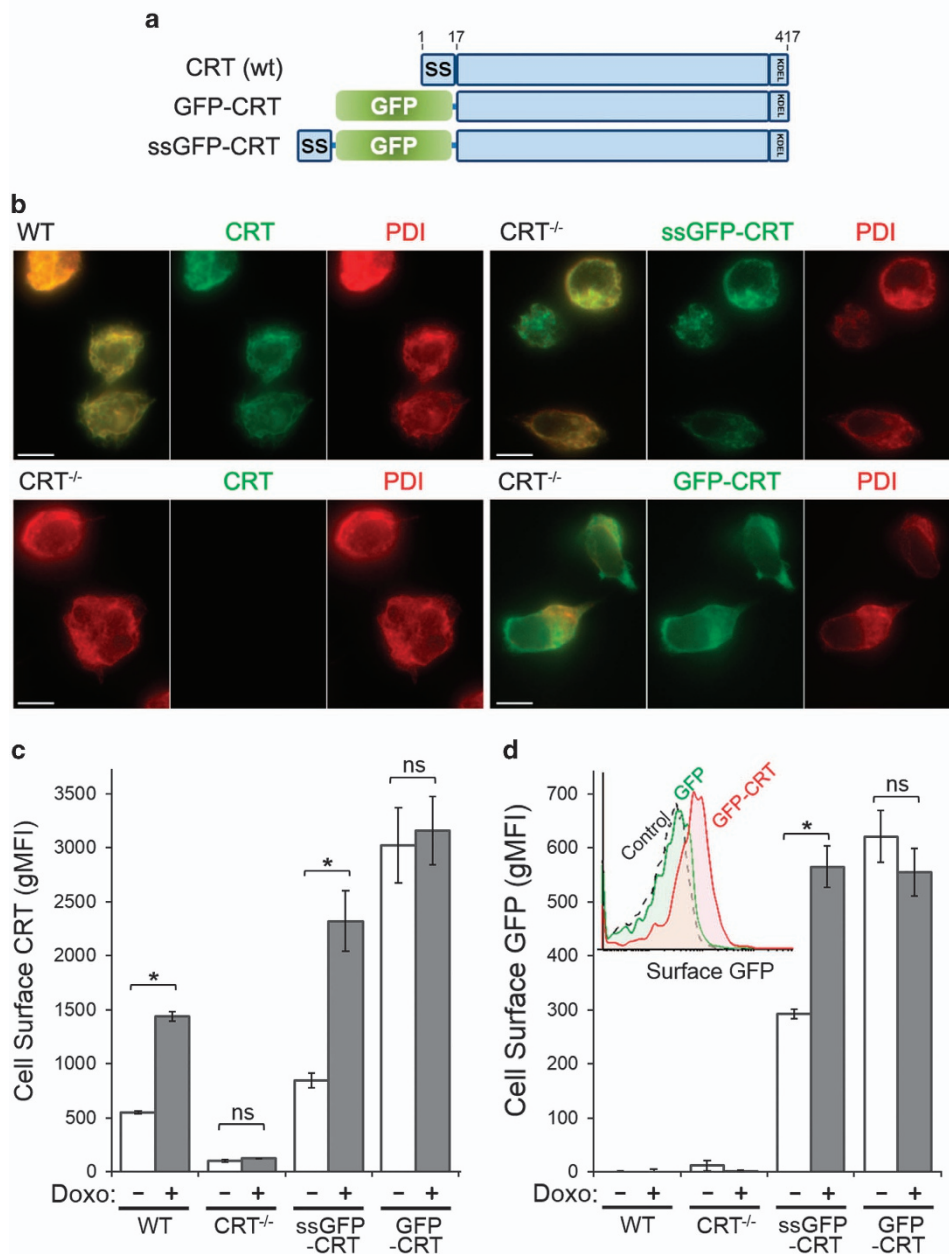 a
1 17 417
CRT (wt) SS KDEL
GFP-CRT GFP KDEL
ssGFP-CRT SS GFP KDEL
b
WT CRT PDI
CRT-/- ssGFP-CRT PDI
CRT-/- CRT PDI
CRT-/- GFP-CRT PDI
c
Cell Surface CRT (gMFI)
3500
3000
2500
2000
1500
1000
500
0
* ns * ns
Doxo: – + – + – + – +
WT CRT-/- ssGFP-CRT GFP-CRT
d
Cell Surface GFP (gMFI)
700
600
500
400
300
200
100
0
Control GFP GFP-CRT
Surface GFP
* ns
Doxo: – + – + – + – +
WT CRT-/- ssGFP-CRT GFP-CRT